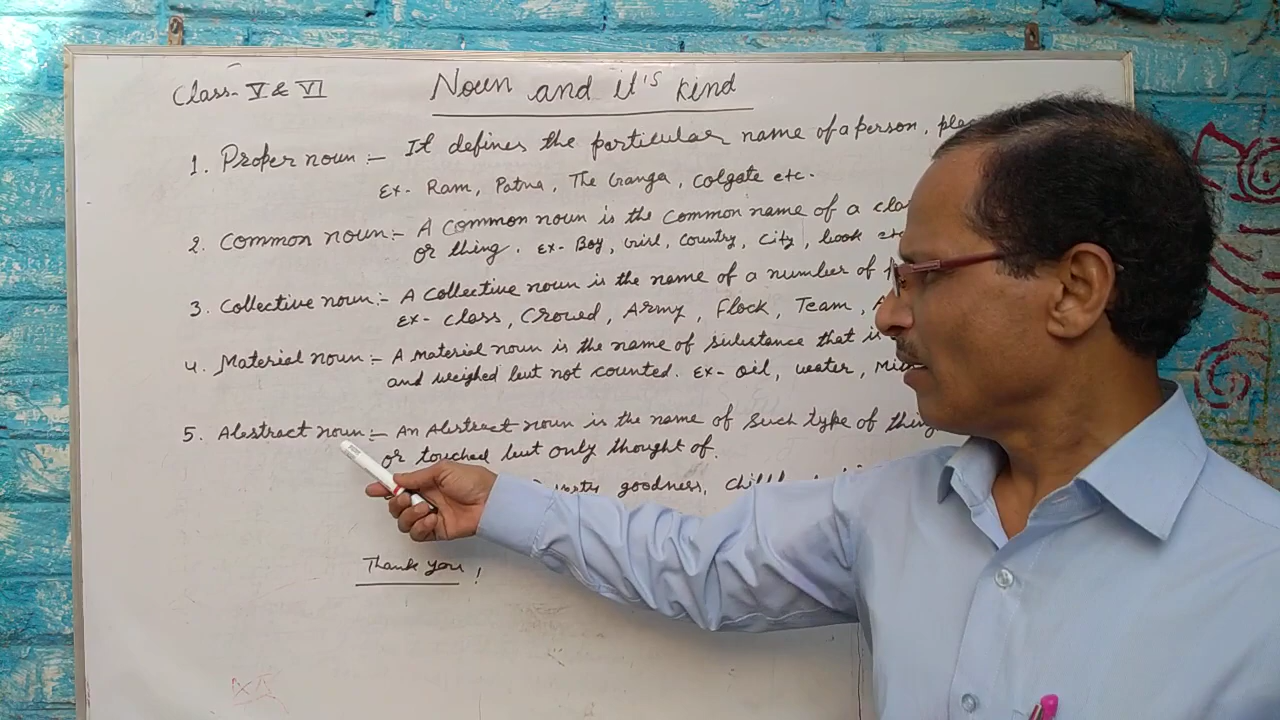 Class- V & VI
Noun and it's kind
1. Proper noun :- It defines the particular name of a person,
Ex- Ram, Patna, The Ganga, Colgate etc.
2. Common noun:- A common noun is the common name of a
or thing. Ex- Boy, Girl, Country, City, book etc
3. Collective noun:- A collective noun is the name of a number of
Ex- Class, Crowed, Army, Flock, Team,
4. Material noun :- A material noun is the name of substance that is
and weighed but not counted. Ex- oil, water,
5. Abstract noun :- An Abstract noun is the name of such type of thing
or touched but only thought of.
goodness,
Thank you !